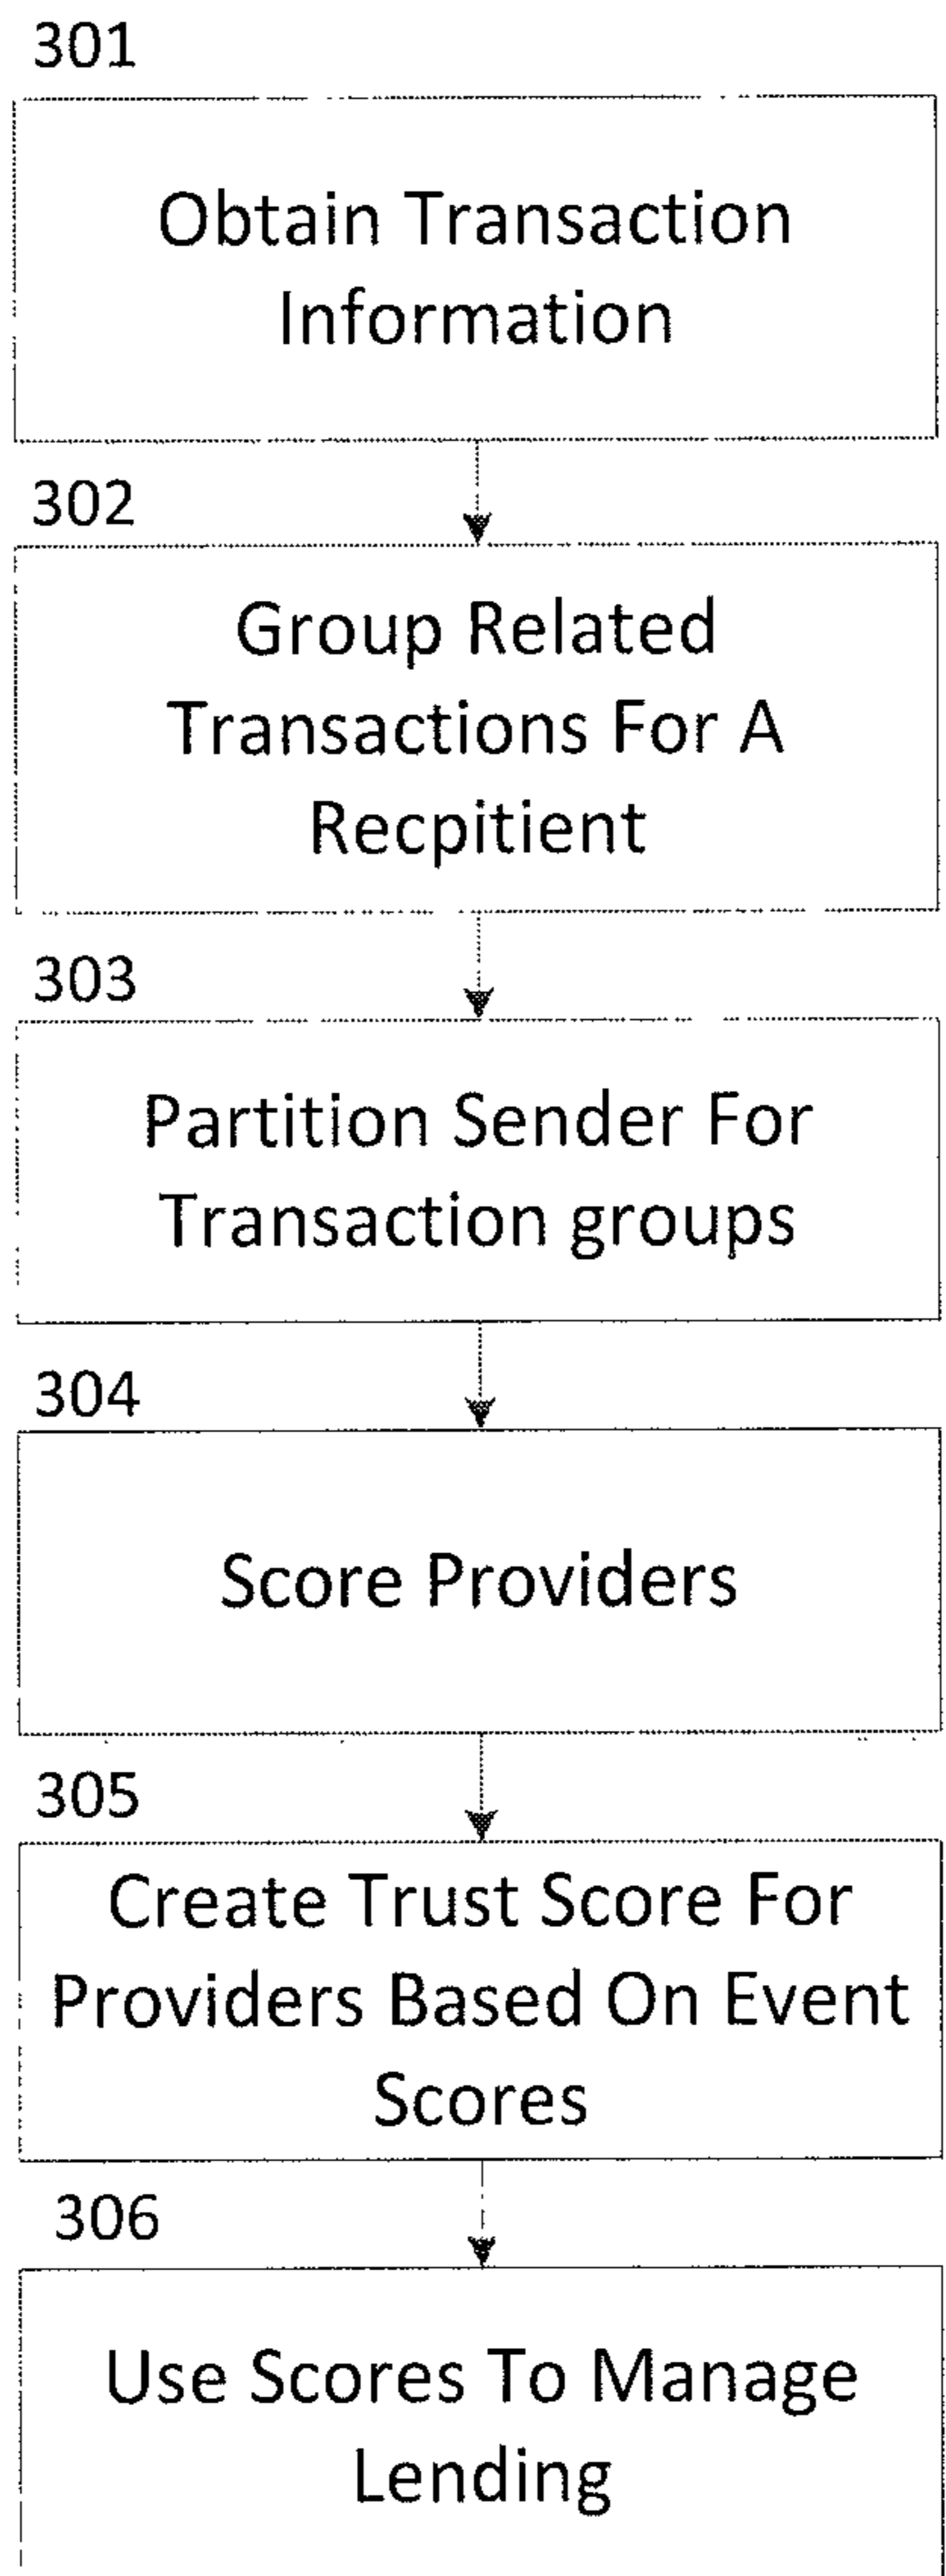 301
Obtain Transaction
Information
302
Group Related
Transactions For A
Recpitient
303
Partition Sender For
Transaction groups
304
Score Providers
305
Create Trust Score For
Providers Based On Event
Scores
306
Use Scores To Manage
Lending